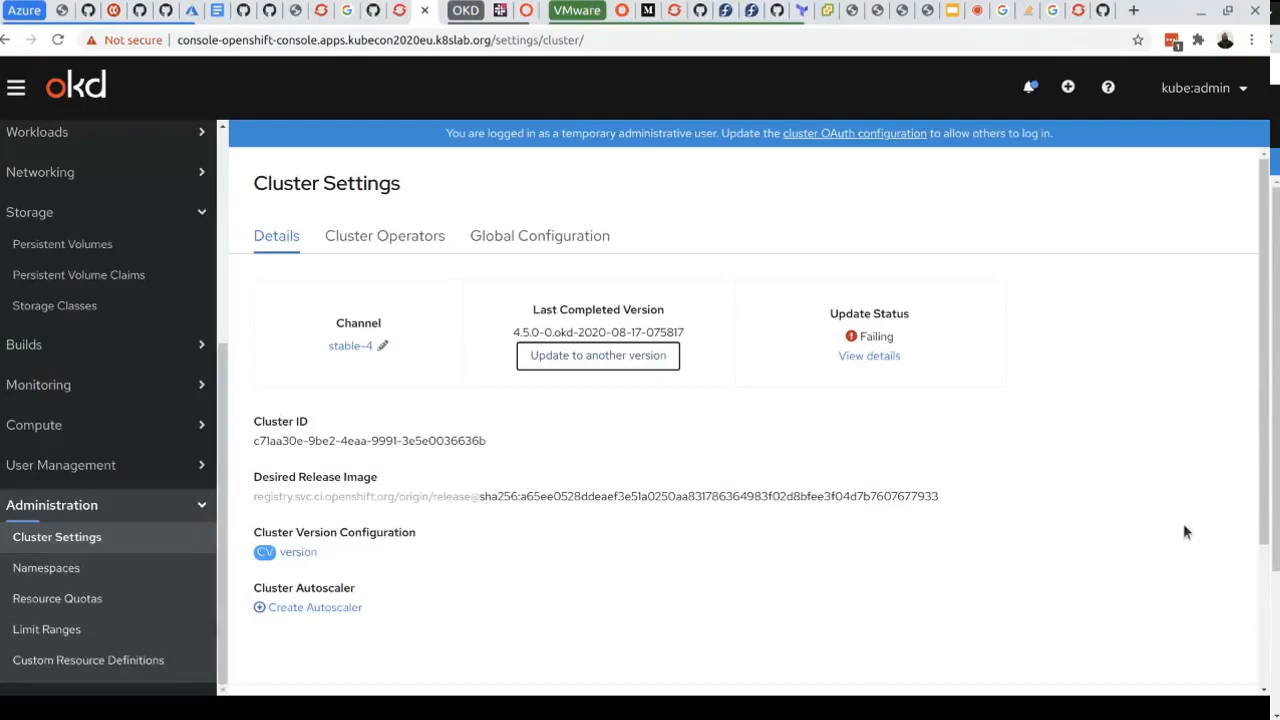 Azure
OKD
VMware
Not secure
console-openshift-console.apps.kubecon2020eu.k8slab.org/settings/cluster/
1
okd
kube:admin
You are logged in as a temporary administrative user. Update the cluster OAuth configuration to allow others to log in.
Workloads
Networking
Storage
Persistent Volumes
Persistent Volume Claims
Storage Classes
Builds
Monitoring
Compute
User Management
Administration
Cluster Settings
Namespaces
Resource Quotas
Limit Ranges
Custom Resource Definitions
Cluster Settings
Details
Cluster Operators
Global Configuration
Channel
stable-4
Last Completed Version
4.5.0-0.okd-2020-08-17-075817
Update to another version
Update Status
Failing
View details
Cluster ID
c71aa30e-9be2-4eaa-9991-3e5e0036636b
Desired Release Image
registry.svc.ci.openshift.org/origin/release@sha256:a65ee0528ddeaef3e51a0250aa831786364983f02d8bfee3f04d7b7607677933
Cluster Version Configuration
CV version
Cluster Autoscaler
Create Autoscaler